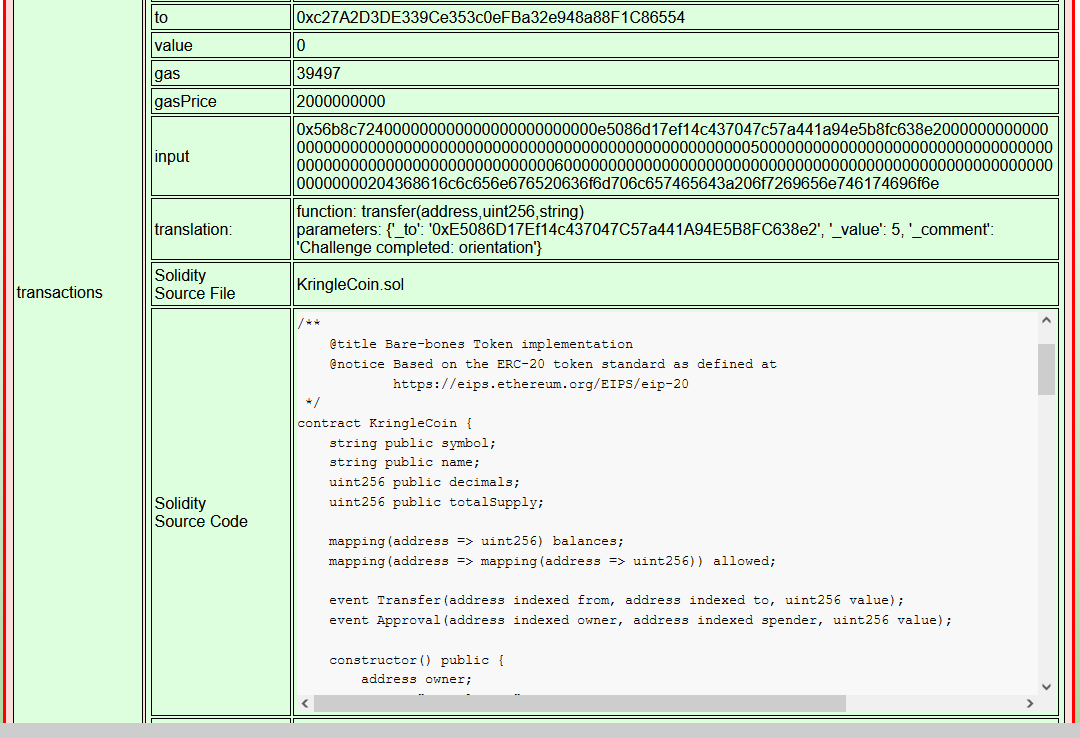 to
0xc27A2D3DE339Ce353c0eFBa32e948a88F1C86554
value
0
gas
39497
gasPrice
2000000000
input
0x56b8c724000000000000000000000000e5086d17ef14c437047c57a441a94e5b8fc638e2000000000000
0000000000000000000000000000000000000000000000000005000000000000000000000000000000000
0000000000000000000000000000060000000000000000000000000000000000000000000000000000000
00000000204368616c6c656e676520636f6d706c657465643a206f7269656e746174696f6e
translation:
function: transfer(address,uint256,string)
parameters: {'_to': '0xE5086D17Ef14c437047C57a441A94E5B8FC638e2', '_value': 5, '_comment':
'Challenge completed: orientation'}
Solidity
Source File
KringleCoin.sol
transactions
Solidity
Source Code
/**
@title Bare-bones Token implementation
@notice Based on the ERC-20 token standard as defined at
https://eips.ethereum.org/EIPS/eip-20
*/
contract KringleCoin {
string public symbol;
string public name;
uint256 public decimals;
uint256 public totalSupply;
mapping(address => uint256) balances;
mapping(address => mapping(address => uint256)) allowed;
event Transfer(address indexed from, address indexed to, uint256 value);
event Approval(address indexed owner, address indexed spender, uint256 value);
constructor() public {
address owner;